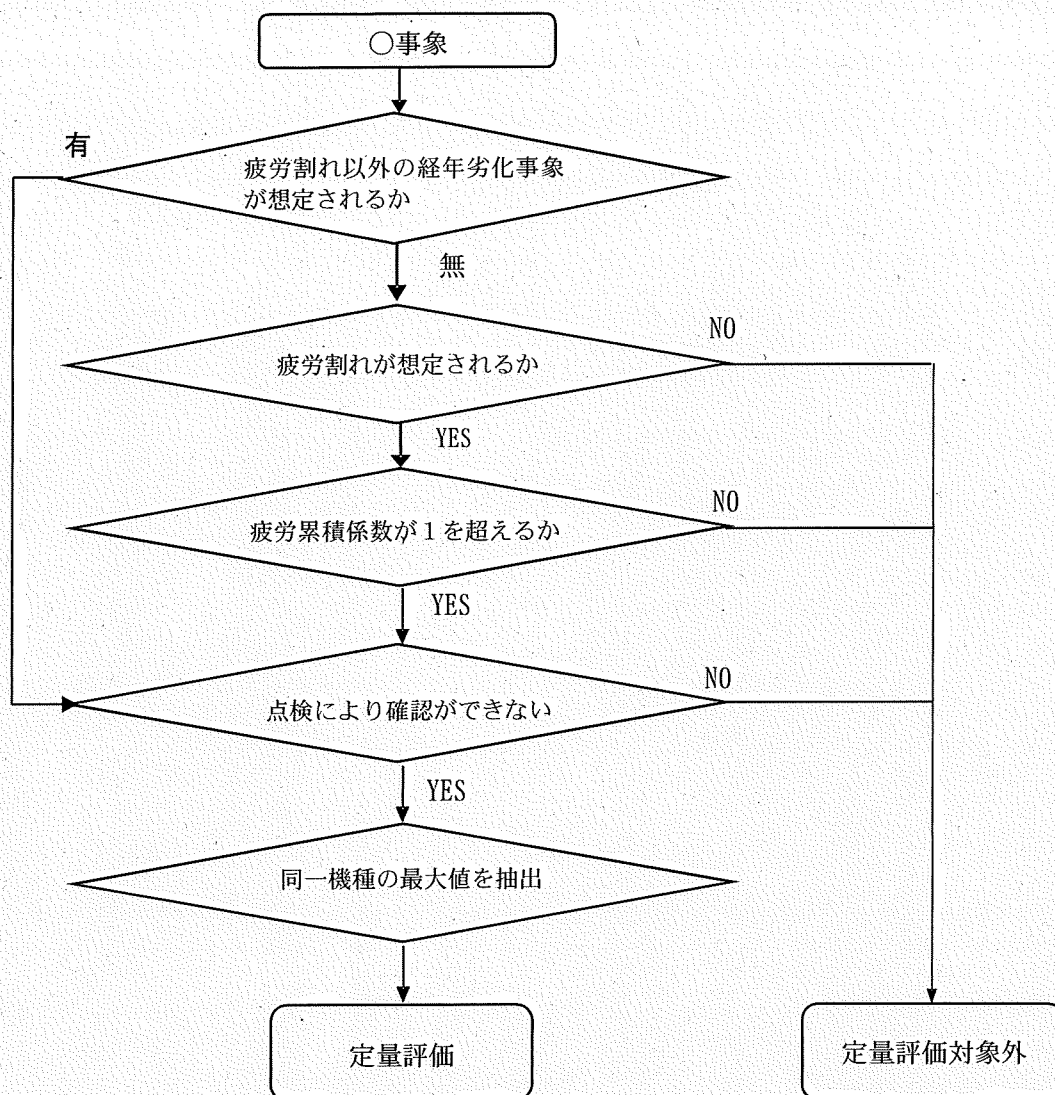 ○事象
有
疲労割れ以外の経年劣化事象
が想定されるか
無
NO
疲労割れが想定されるか
YES
NO
疲労累積係数が１を超えるか
YES
NO
点検により確認ができない
YES
同一機種の最大値を抽出
定量評価
定量評価対象外